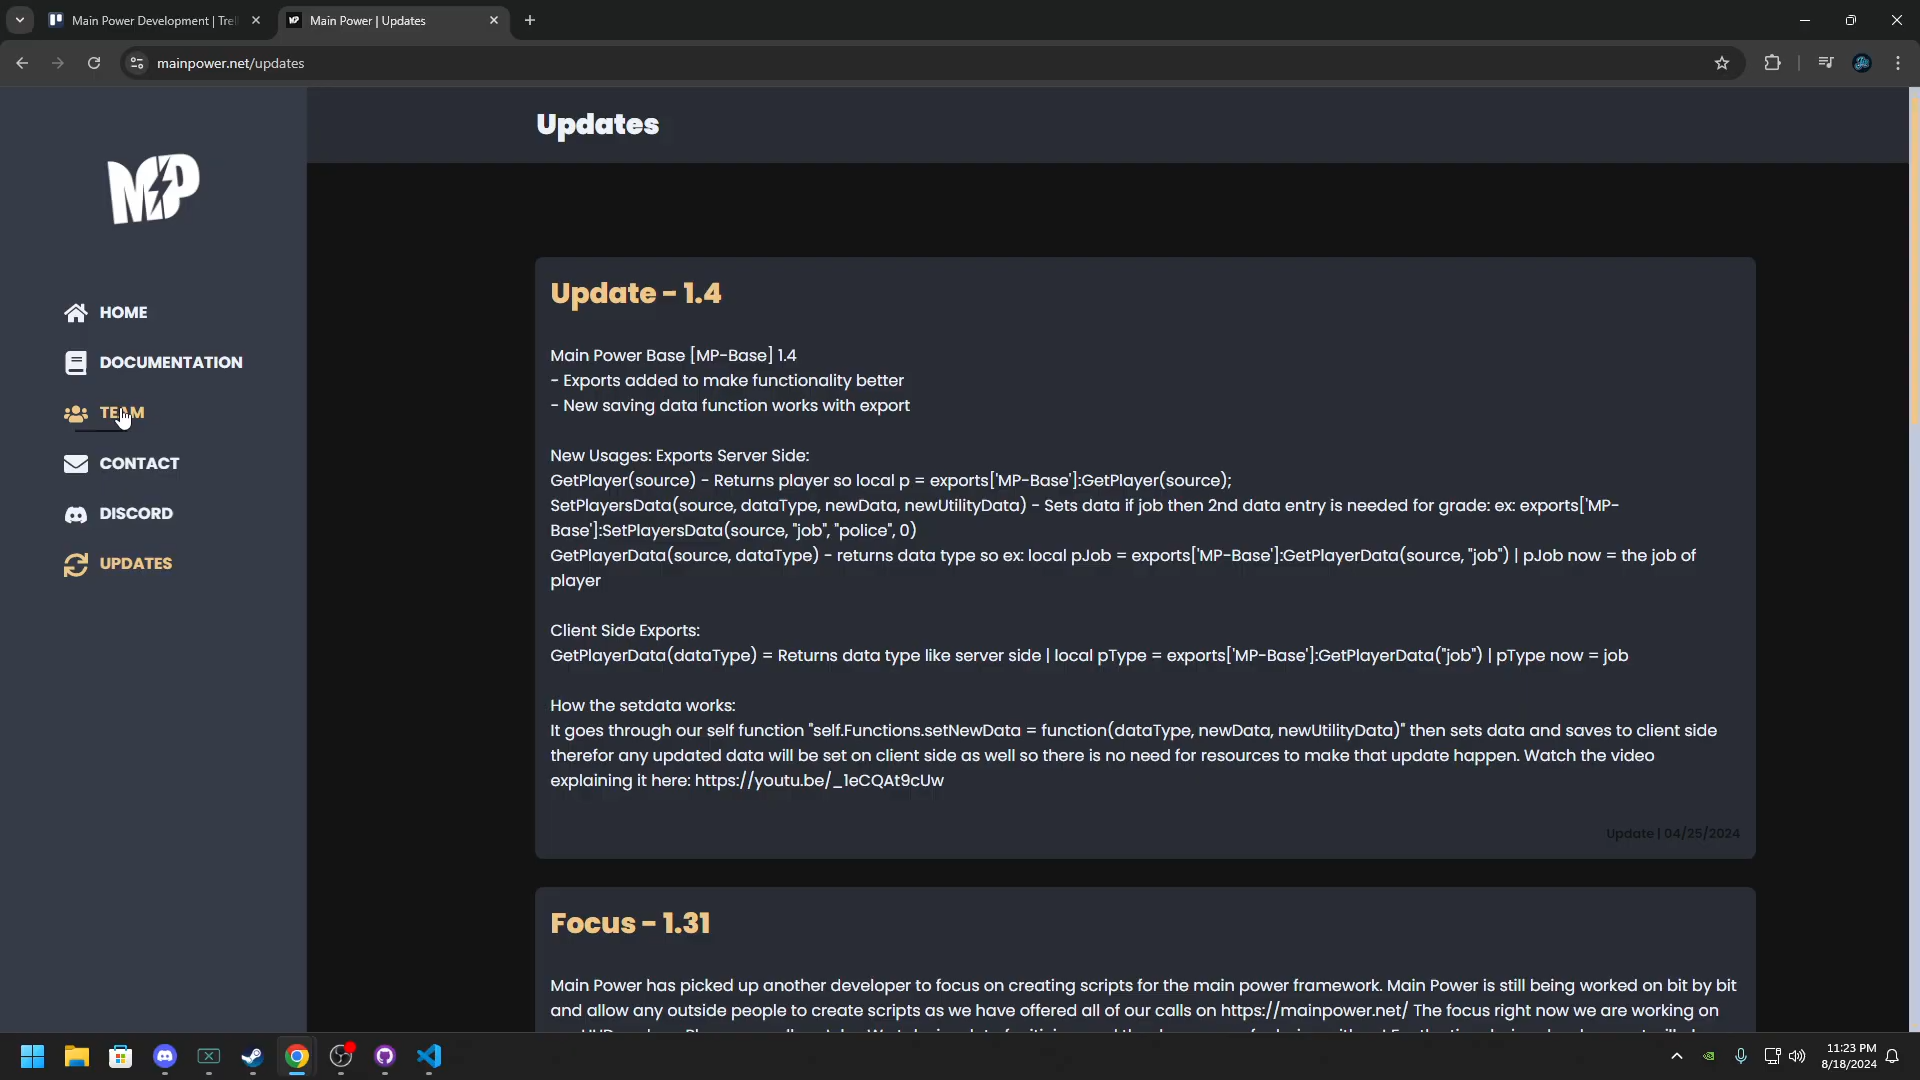 Main Power Development | Trel
Main Power | Updates
mainpower.net/updates
MP
HOME
DOCUMENTATION
TEAM
CONTACT
DISCORD
UPDATES
Updates
Update - 1.4
Main Power Base [MP-Base] 1.4
- Exports added to make functionality better
- New saving data function works with export
New Usages: Exports Server Side:
GetPlayer(source) - Returns player so local p = exports['MP-Base']:GetPlayer(source);
SetPlayersData(source, dataType, newData, newUtilityData) - Sets data if job then 2nd data entry is needed for grade: ex: exports['MP-
Base']:SetPlayersData(source, "job", "police", 0)
GetPlayerData(source, dataType) - returns data type so ex: local pJob = exports['MP-Base']:GetPlayerData(source, "job") | pJob now = the job of
player
Client Side Exports:
GetPlayerData(dataType) = Returns data type like server side | local pType = exports['MP-Base']:GetPlayerData("job") | pType now = job
How the setdata works:
It goes through our self function "self.Functions.setNewData = function(dataType, newData, newUtilityData)" then sets data and saves to client side
therefor any updated data will be set on client side as well so there is no need for resources to make that update happen. Watch the video
explaining it here: https://youtu.be/_1eCQAt9cUw
Update | 04/25/2024
Focus - 1.31
Main Power has picked up another developer to focus on creating scripts for the main power framework. Main Power is still being worked on bit by bit
and allow any outside people to create scripts as we have offered all of our calls on https://mainpower.net/ The focus right now we are working on
11:23 PM
8/18/2024